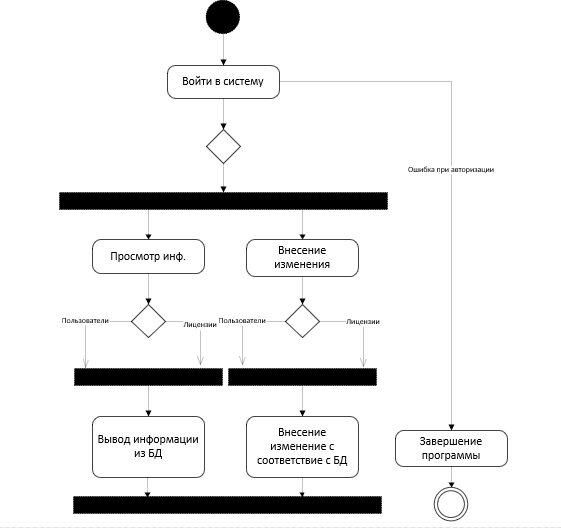 Войти в систему
Ошибка при авторизации
Просмотр инф.
Внесение
изменения
Пользователи
Лицензии
Пользователи
Лицензии
Вывод информации
из БД
Внесение
изменение с
соответствие с БД
Завершение
программы